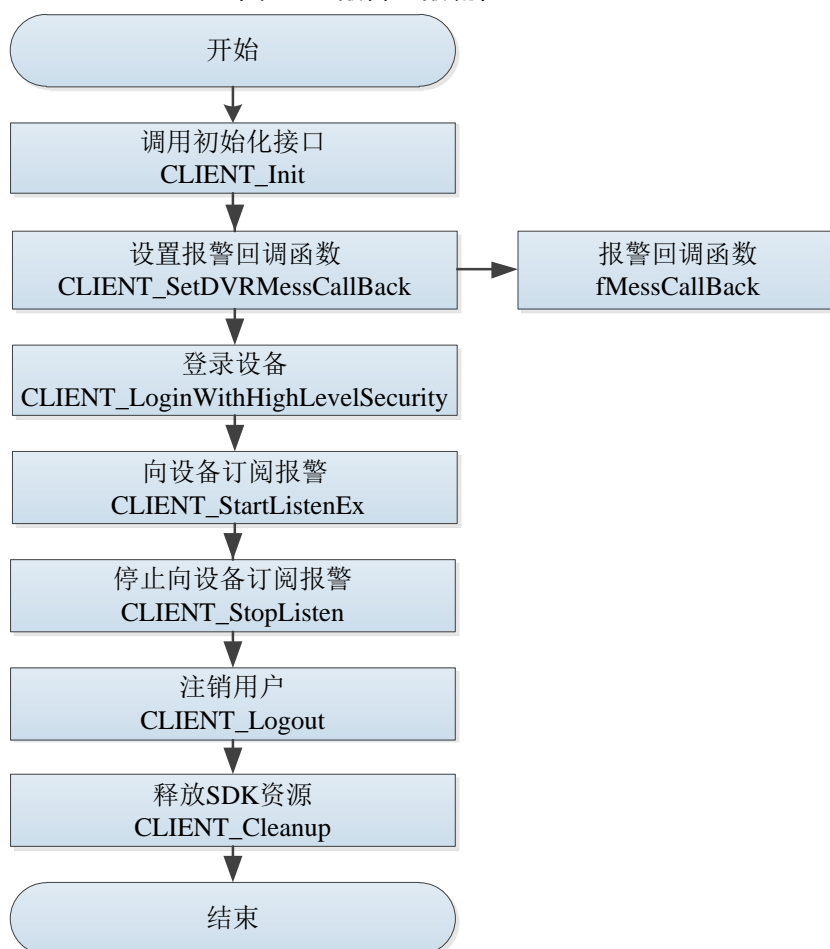 开始
调用初始化接口
CLIENT_Init
设置报警回调函数
CLIENT_SetDVRMessCallBack
报警回调函数
fMessCallBack
登录设备
CLIENT_LoginWithHighLevelSecurity
向设备订阅报警
CLIENT_StartListenEx
停止向设备订阅报警
CLIENT_StopListen
注销用户
CLIENT_Logout
释放SDK资源
CLIENT_Cleanup
结束